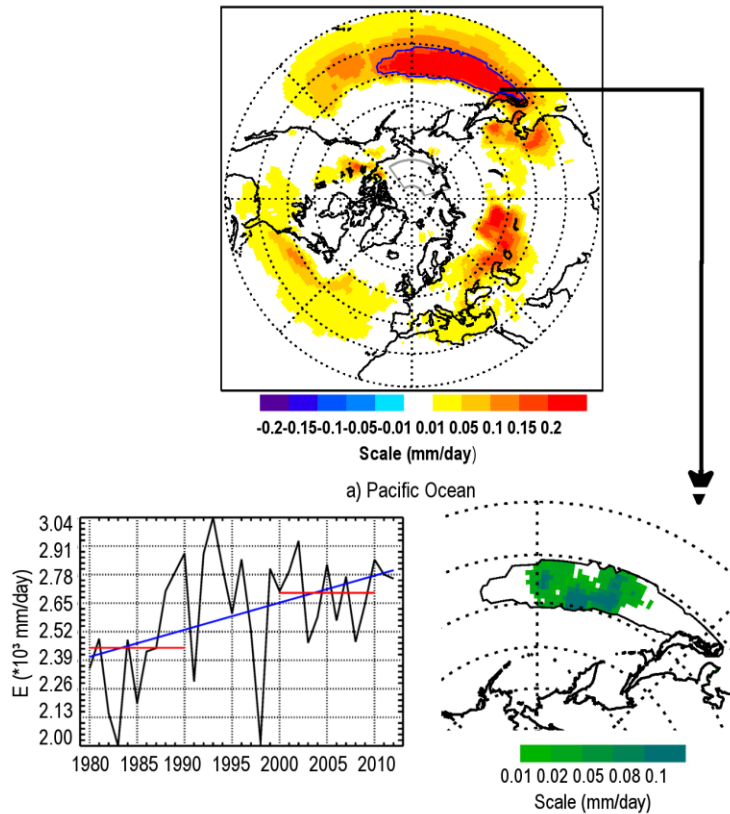 -0.2-0.15-0.1-0.05-0.01 0.01 0.05 0.1 0.15 0.2
Scale (mm/day)
a) Pacific Ocean
E (*10³ mm/day)
3.04
2.91
2.78
2.65
2.52
2.39
2.26
2.13
2.00
1980 1985 1990 1995 2000 2005 2010
0.01 0.02 0.05 0.08 0.1
Scale (mm/day)